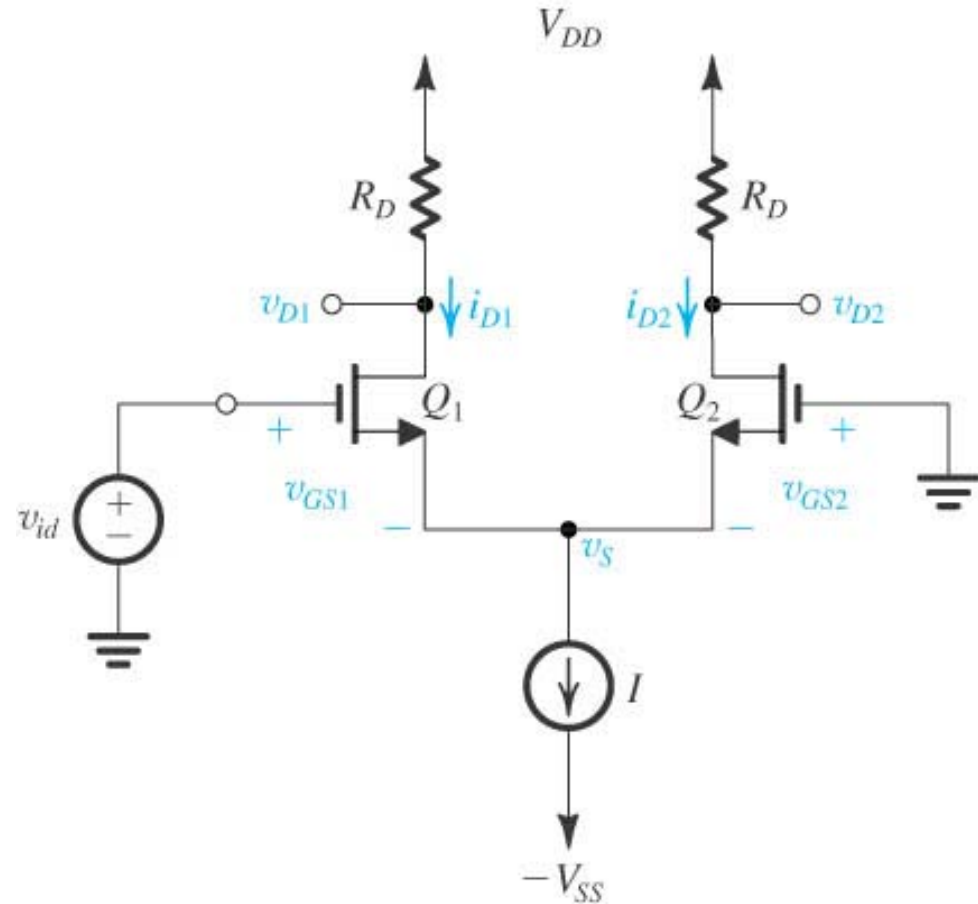 V_DD
R_D R_D
v_D1 i_D1 i_D2 v_D2
Q_1 Q_2
+ +
v_GS1 v_GS2
v_id + −
− −
v_S
I
−V_SS